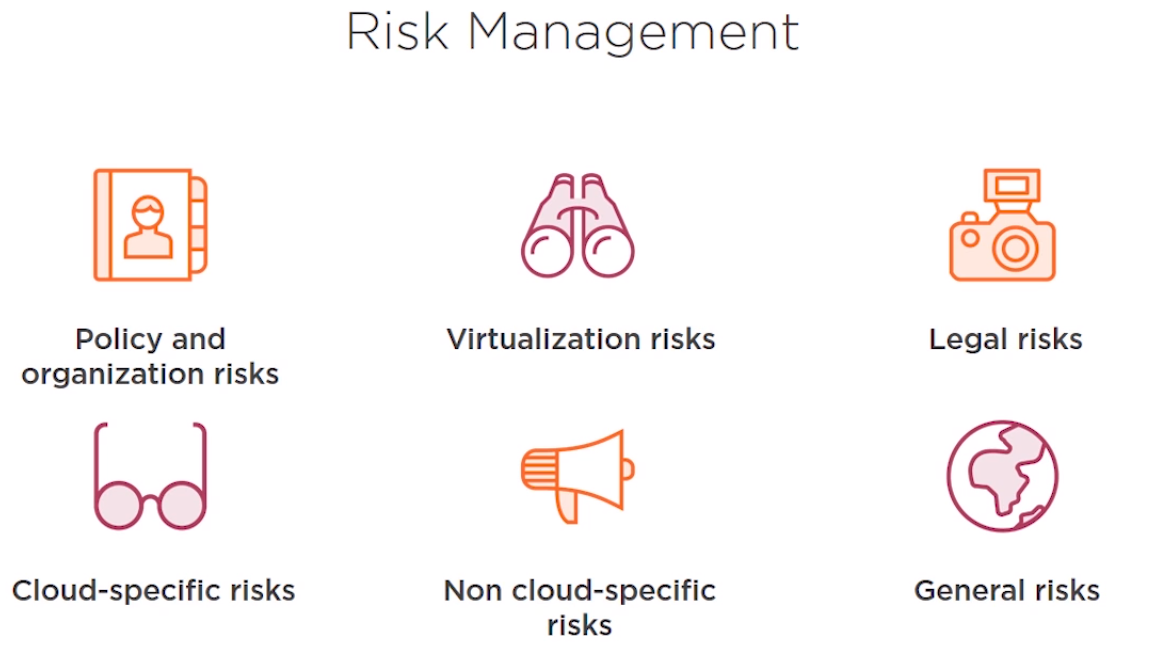 Risk Management
Policy and
organization risks
Virtualization risks
Legal risks
Cloud-specific risks
Non cloud-specific
risks
General risks